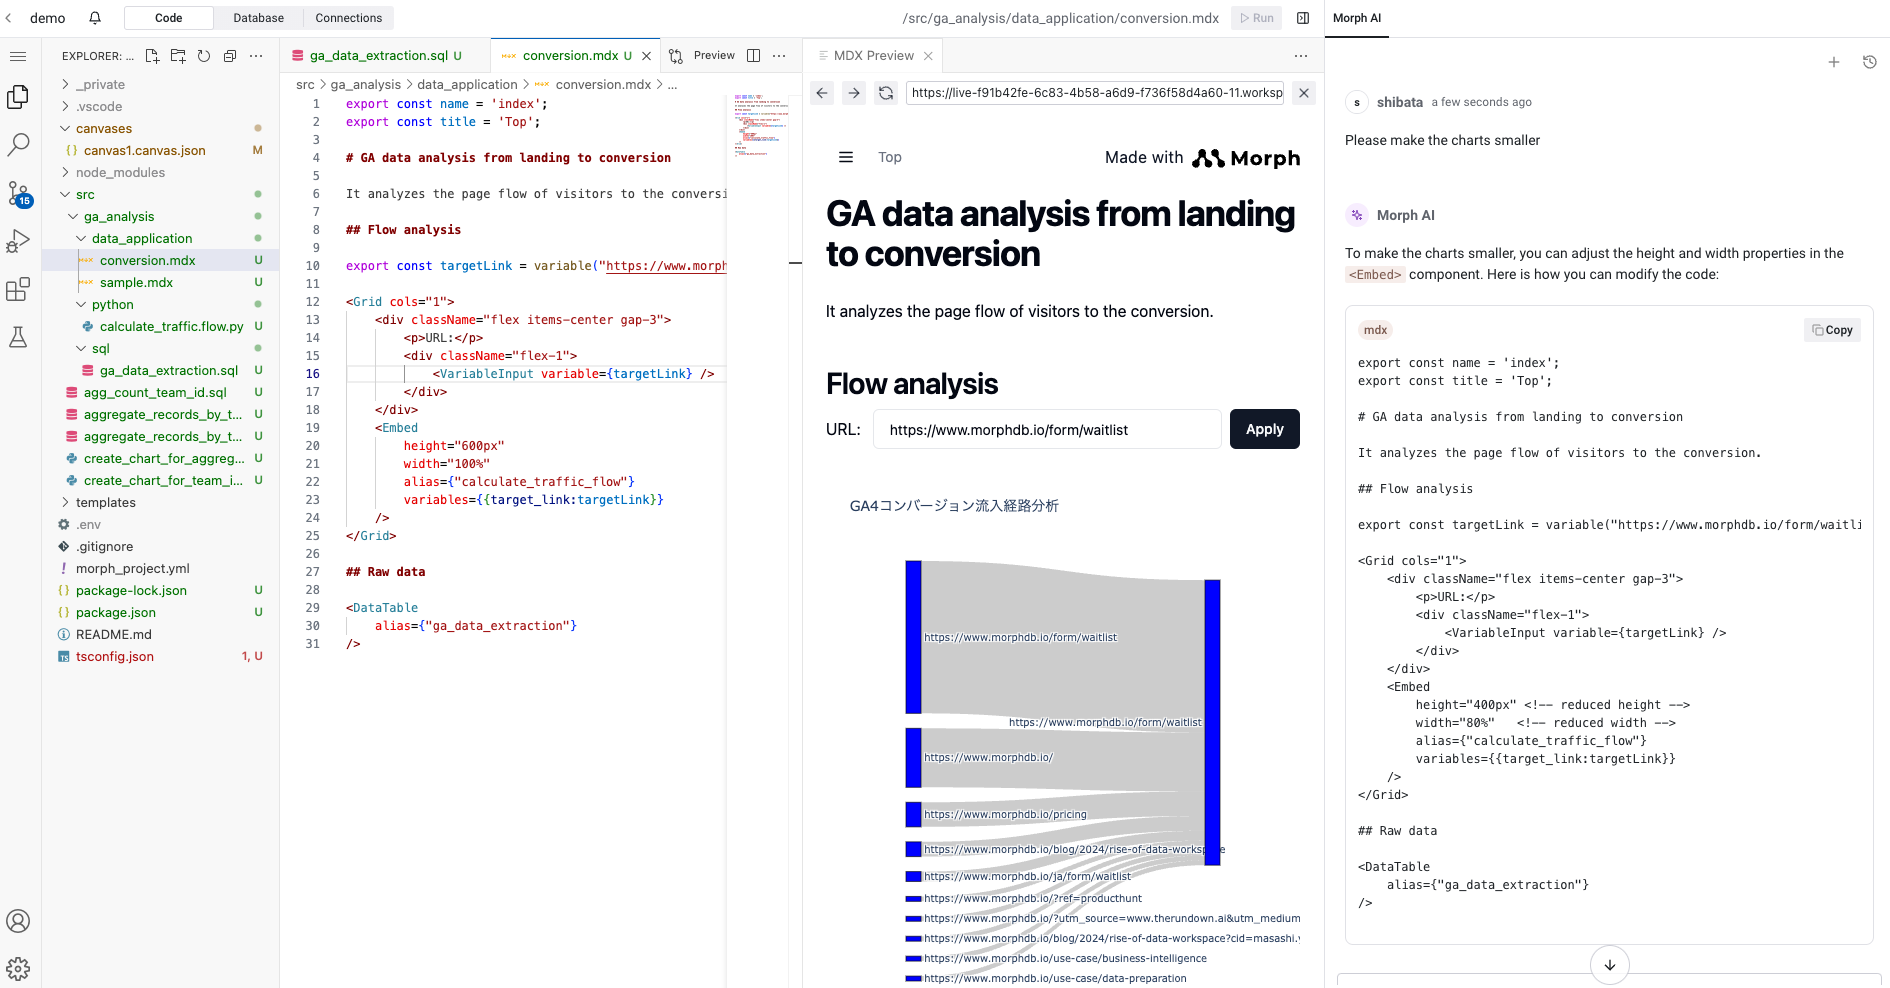 demo
Code
Database
Connections
/src/ga_analysis/data_application/conversion.mdx
Run
Morph AI
EXPLORER: ...
_private
.vscode
canvases
canvas1.canvas.json M
node_modules
src
ga_analysis
data_application
conversion.mdx U
sample.mdx U
python
calculate_traffic.flow.py U
sql
ga_data_extraction.sql U
agg_count_team_id.sql U
aggregate_records_by_t... U
aggregate_records_by_t... U
create_chart_for_aggreg... U
create_chart_for_team_i... U
templates
.env
.gitignore
morph_project.yml
package-lock.json U
package.json U
README.md
tsconfig.json 1, U
15
ga_data_extraction.sql U
conversion.mdx U
Preview
src > ga_analysis > data_application > conversion.mdx > ...
1 export const name = 'index';
2 export const title = 'Top';
3
4 # GA data analysis from landing to conversion
5
6 It analyzes the page flow of visitors to the conversi
7
8 ## Flow analysis
9
10 export const targetLink = variable("https://www.morph
11
12 <Grid cols="1">
13 <div className="flex items-center gap-3">
14 <p>URL:</p>
15 <div className="flex-1">
16 <VariableInput variable={targetLink} />
17 </div>
18 </div>
19 <Embed
20 height="600px"
21 width="100%"
22 alias={"calculate_traffic_flow"}
23 variables={{target_link:targetLink}}
24 />
25 </Grid>
26
27 ## Raw data
28
29 <DataTable
30 alias={"ga_data_extraction"}
31 />
MDX Preview
https://live-f91b42fe-6c83-4b58-a6d9-f736f58d4a60-11.worksp
Top
Made with Morph
GA data analysis from landing
to conversion
It analyzes the page flow of visitors to the conversion.
Flow analysis
URL:
https://www.morphdb.io/form/waitlist
Apply
GA4コンバージョン流入経路分析
https://www.morphdb.io/form/waitlist
https://www.morphdb.io/form/waitlist
https://www.morphdb.io/
https://www.morphdb.io/pricing
https://www.morphdb.io/blog/2024/rise-of-data-workspace
https://www.morphdb.io/ja/form/waitlist
https://www.morphdb.io/?ref=producthunt
https://www.morphdb.io/?utm_source=www.therundown.ai&utm_medium
https://www.morphdb.io/blog/2024/rise-of-data-workspace?cid=masashi.
https://www.morphdb.io/use-case/business-intelligence
https://www.morphdb.io/use-case/data-preparation
s shibata a few seconds ago
Please make the charts smaller
Morph AI
To make the charts smaller, you can adjust the height and width properties in the
<Embed> component. Here is how you can modify the code:
mdx
Copy
export const name = 'index';
export const title = 'Top';
# GA data analysis from landing to conversion
It analyzes the page flow of visitors to the conversion.
## Flow analysis
export const targetLink = variable("https://www.morphdb.io/form/waitli
<Grid cols="1">
<div className="flex items-center gap-3">
<p>URL:</p>
<div className="flex-1">
<VariableInput variable={targetLink} />
</div>
</div>
<Embed
height="400px" <!-- reduced height -->
width="80%" <!-- reduced width -->
alias={"calculate_traffic_flow"}
variables={{target_link:targetLink}}
/>
</Grid>
## Raw data
<DataTable
alias={"ga_data_extraction"}
/>